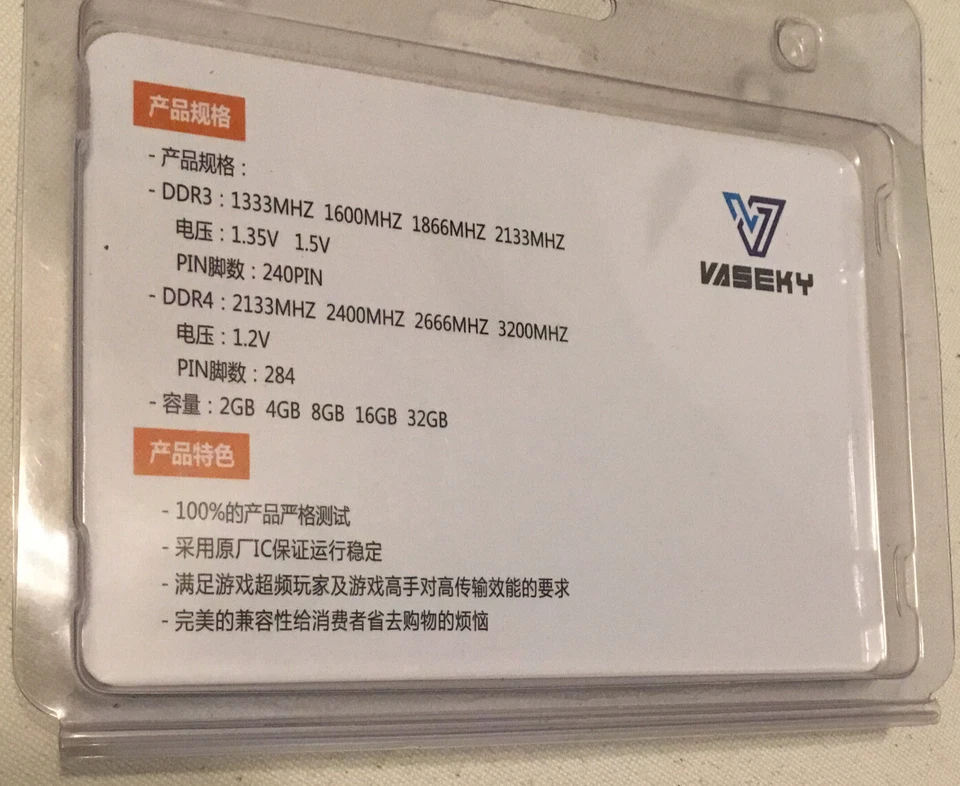 产品规格
- 产品规格：
- DDR3：1333MHZ 1600MHZ 1866MHZ 2133MHZ
电压：1.35V 1.5V
PIN脚数：240PIN
- DDR4：2133MHZ 2400MHZ 2666MHZ 3200MHZ
电压：1.2V
PIN脚数：284
- 容量：2GB 4GB 8GB 16GB 32GB
VASEKY
产品特色
- 100%的产品严格测试
- 采用原厂IC保证运行稳定
- 满足游戏超频玩家及游戏高手对高传输效能的要求
- 完美的兼容性给消费者省去购物的烦恼